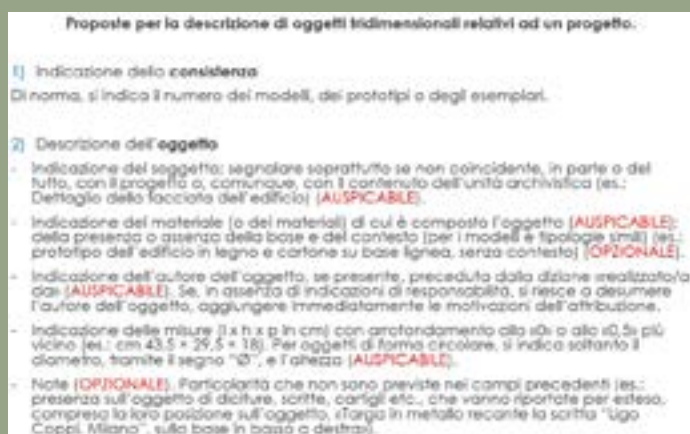 Proposte per la descrizione di oggetti tridimensionali relativi ad un progetto.
1) Indicazione della consistenza
Di norma, si indica il numero dei modelli, dei prototipi o degli esemplari.
2) Descrizione dell'oggetto
- Indicazione del soggetto: segnalare soprattutto se non coincide, in parte o del
tutto, con il progetto o, comunque, con il contenuto dell'unità archivistica (es.:
Dettaglio della facciata dell'edificio) (AUSPICABILE).
- Indicazione del materiale (o dei materiali) di cui è composto l'oggetto (AUSPICABILE);
della presenza o assenza della base e del contesto (per i modelli e tipologie simili) (es.:
prototipo dell'edificio in legno e cartone su base lignea, senza contesto) (OPZIONALE).
- Indicazione dell'autore dell'oggetto, se presente, preceduta dalla dizione «realizzato/a
da» (AUSPICABILE). Se, in assenza di indicazioni di responsabilità, si riesce a desumere
l'autore dell'oggetto, aggiungere immediatamente le motivazioni dell'attribuzione.
- Indicazione delle misure (l x h x p in cm) con arrotondamento allo «0» o allo «0,5» più
vicino (es.: cm 43,5 × 29,5 × 18). Per oggetti di forma circolare, si indica soltanto il
diametro, tramite il segno "Ø", e l'altezza (AUSPICABILE).
- Note (OPZIONALE). Particolarità che non sono previste nei campi precedenti (es.:
presenza sull'oggetto di diciture, scritte, cartigli etc., che vanno riportate per esteso,
compresa la loro posizione sull'oggetto, «Targa in metallo recante la scritta "Ugo
Coppi, Milano", sulla base in basso a destra»).